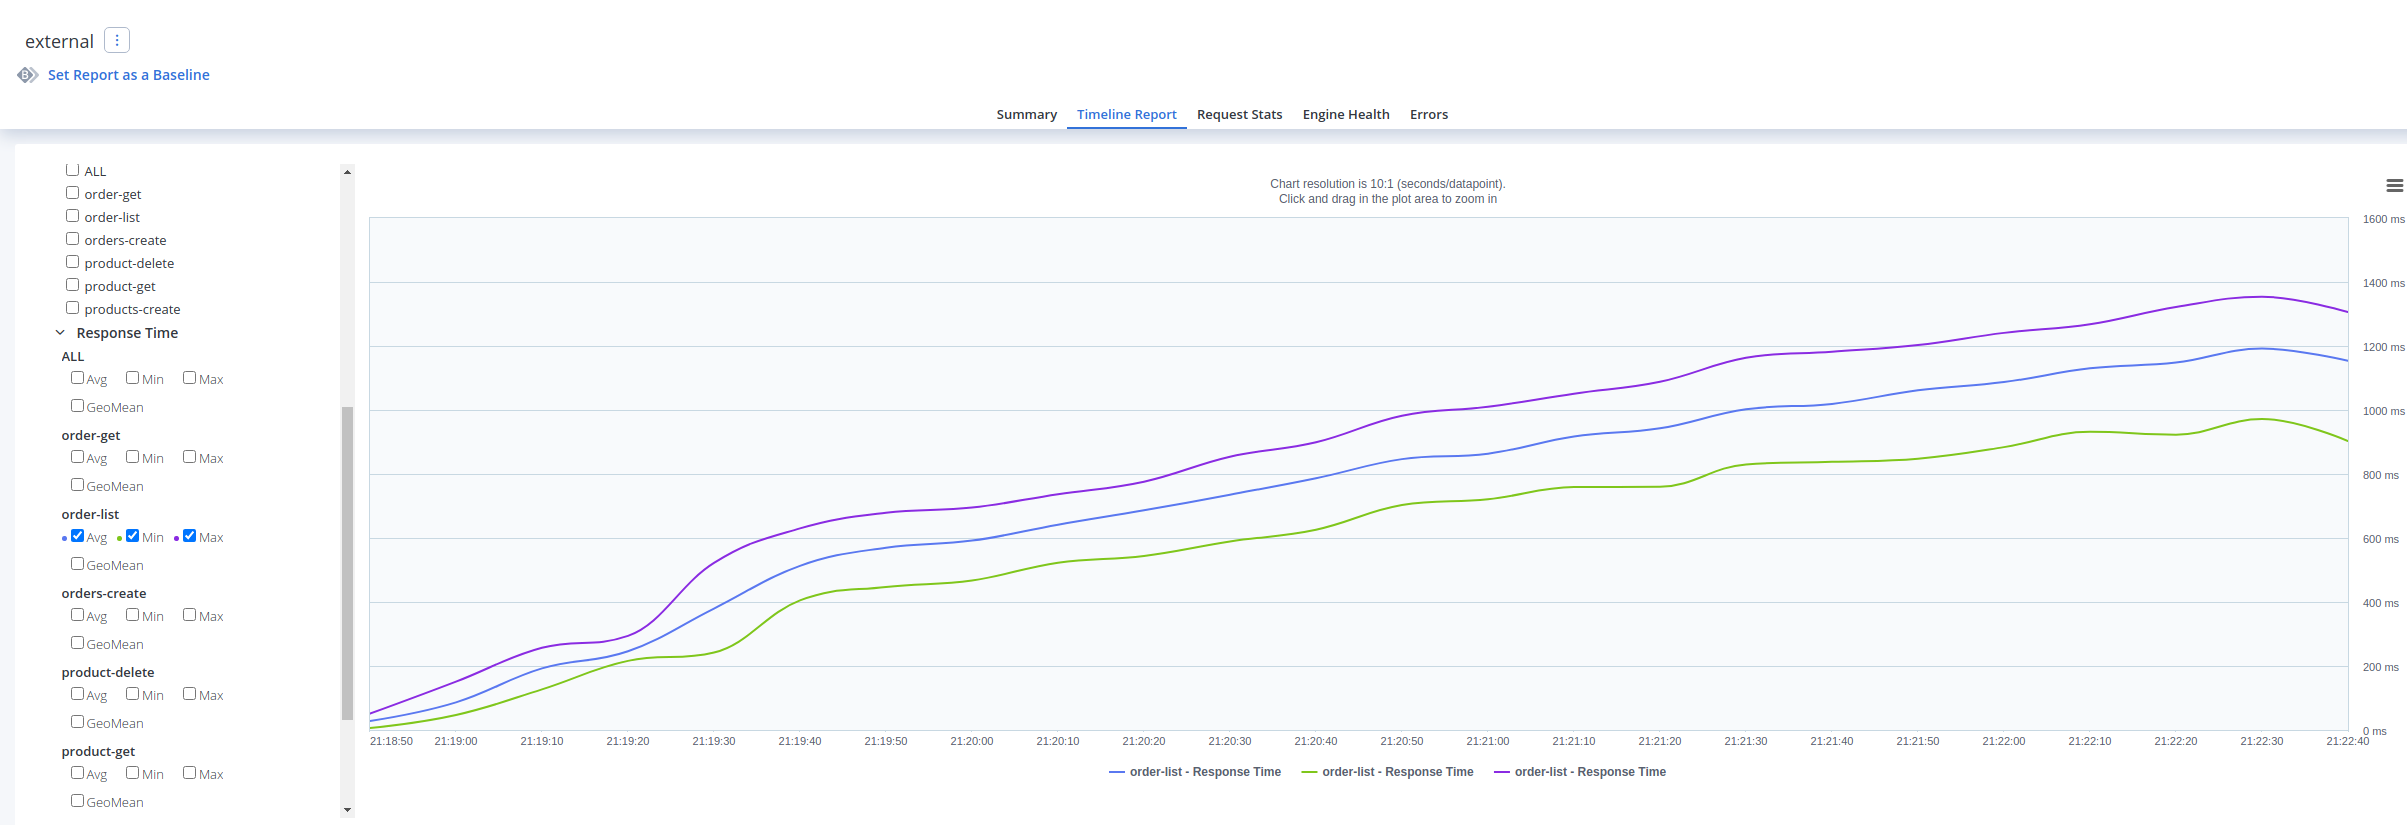 external
Set Report as a Baseline
Summary Timeline Report Request Stats Engine Health Errors
ALL
order-get
order-list
orders-create
product-delete
product-get
products-create
Response Time
ALL
Avg Min Max
GeoMean
order-get
Avg Min Max
GeoMean
order-list
Avg Min Max
GeoMean
orders-create
Avg Min Max
GeoMean
product-delete
Avg Min Max
GeoMean
product-get
Avg Min Max
GeoMean
Chart resolution is 10:1 (seconds/datapoint).
Click and drag in the plot area to zoom in
1600 ms
1400 ms
1200 ms
1000 ms
800 ms
600 ms
400 ms
200 ms
0 ms
21:18:50 21:19:00 21:19:10 21:19:20 21:19:30 21:19:40 21:19:50 21:20:00 21:20:10 21:20:20 21:20:30 21:20:40 21:20:50 21:21:00 21:21:10 21:21:20 21:21:30 21:21:40 21:21:50 21:22:00 21:22:10 21:22:20 21:22:30 21:22:40
order-list - Response Time order-list - Response Time order-list - Response Time